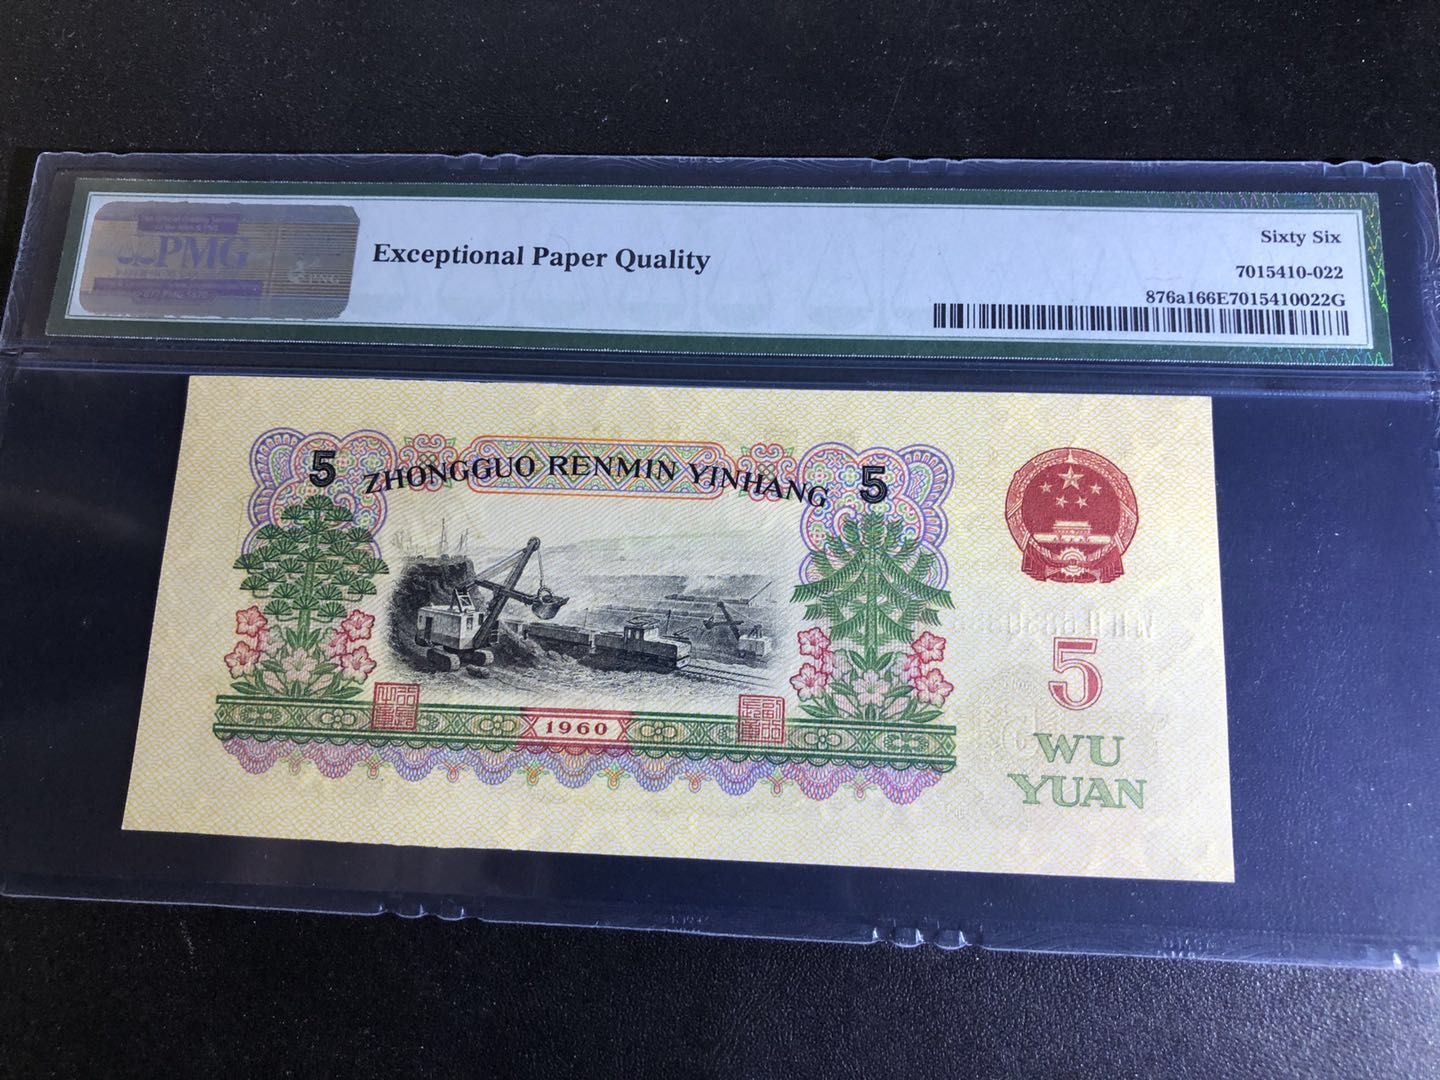 PMG
Exceptional Paper Quality
Sixty Six
7015410-022
876a166E7015410022G
5
ZHONGGUO RENMIN YINHANG
5
1960
5
WU
YUAN